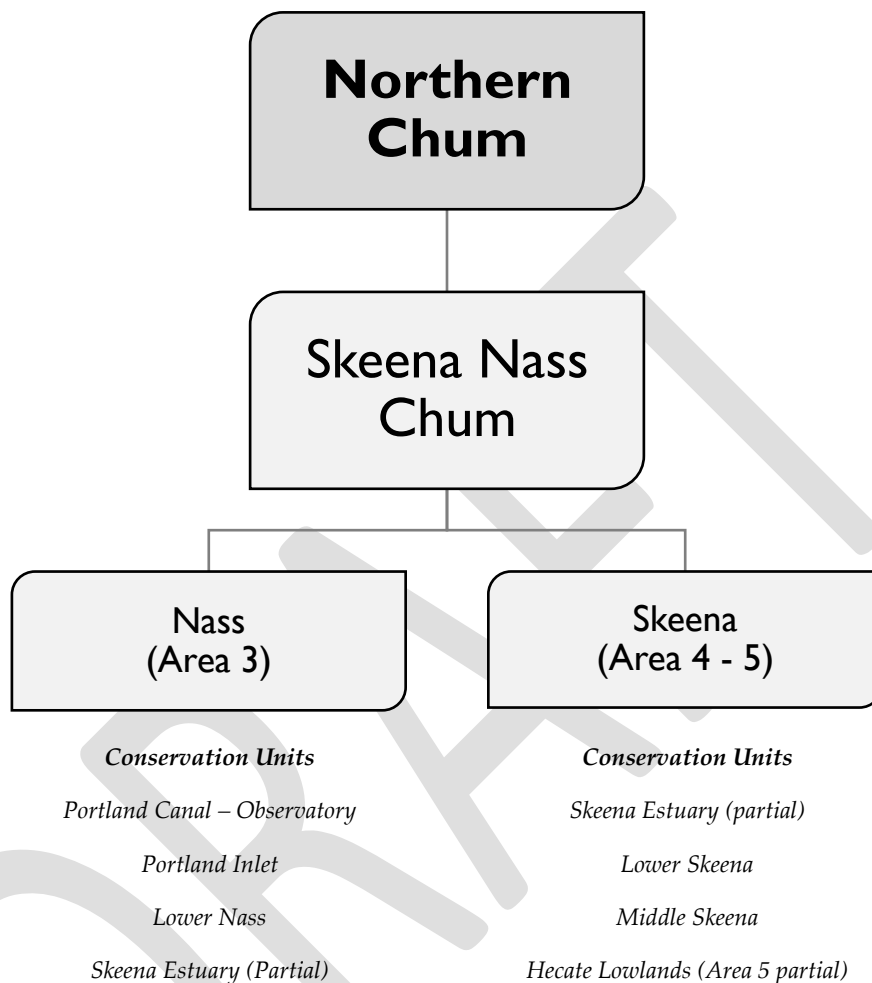 Northern
Chum
Skeena Nass
Chum
Nass
(Area 3)
Skeena
(Area 4 - 5)
Conservation Units
Portland Canal – Observatory
Portland Inlet
Lower Nass
Skeena Estuary (Partial)
Conservation Units
Skeena Estuary (partial)
Lower Skeena
Middle Skeena
Hecate Lowlands (Area 5 partial)
DRAFT